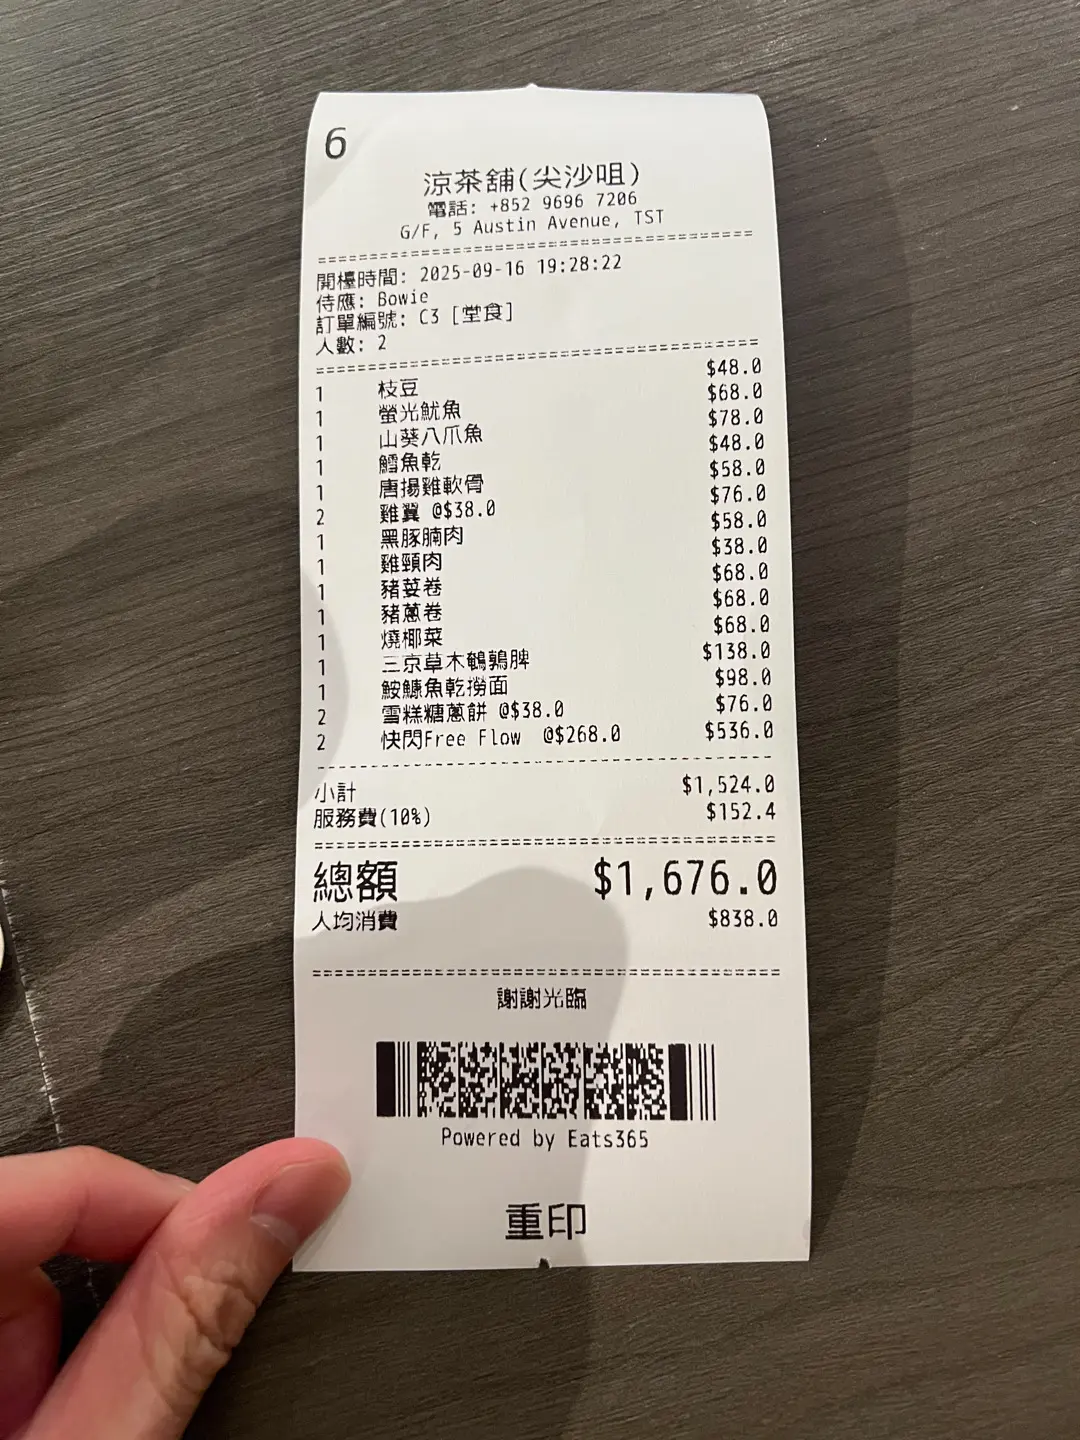 6
涼茶舖(尖沙咀)
電話: +852 9696 7206
G/F, 5 Austin Avenue, TST
開檯時間: 2025-09-16 19:28:22
侍應: Bowie
訂單編號: C3 [堂食]
人數: 2
1 枝豆 $48.0
1 螢光魷魚 $68.0
1 山葵八爪魚 $78.0
1 鱈魚乾 $48.0
1 唐揚雞軟骨 $58.0
2 雞翼 @$38.0 $76.0
1 黑豚腩肉 $58.0
1 雞頸肉 $38.0
1 豬荽卷 $68.0
1 豬蔥卷 $68.0
1 燒椰菜 $68.0
1 三京草木鵪鶉脾 $138.0
1 鮟鱇魚乾撈面 $98.0
2 雪糕糖蔥餅 @$38.0 $76.0
2 快閃Free Flow @$268.0 $536.0
小計 $1,524.0
服務費(10%) $152.4
總額 $1,676.0
人均消費 $838.0
謝謝光臨
Powered by Eats365
重印